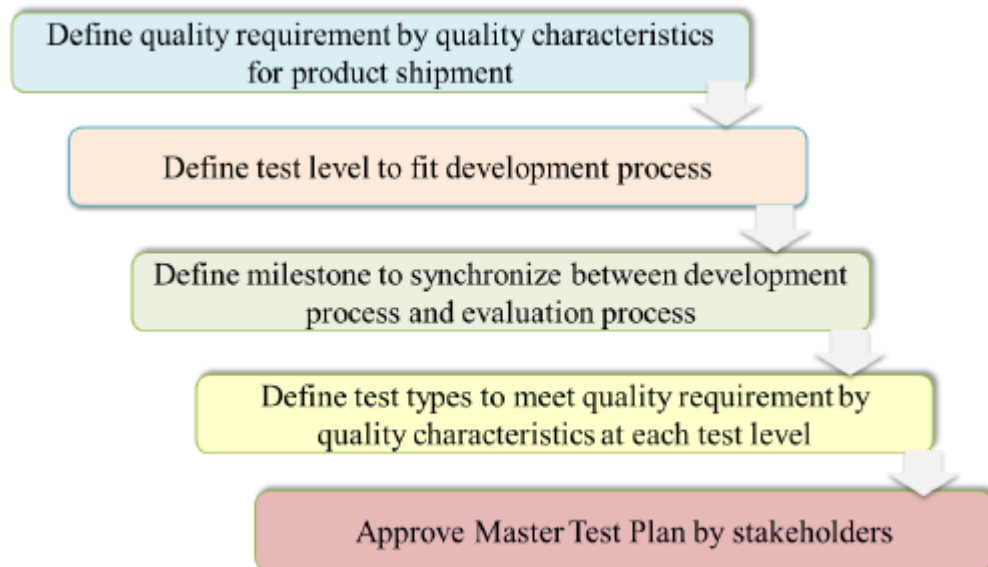 Define quality requirement by quality characteristics
for product shipment
Define test level to fit development process
Define milestone to synchronize between development
process and evaluation process
Define test types to meet quality requirement by
quality characteristics at each test level
Approve Master Test Plan by stakeholders